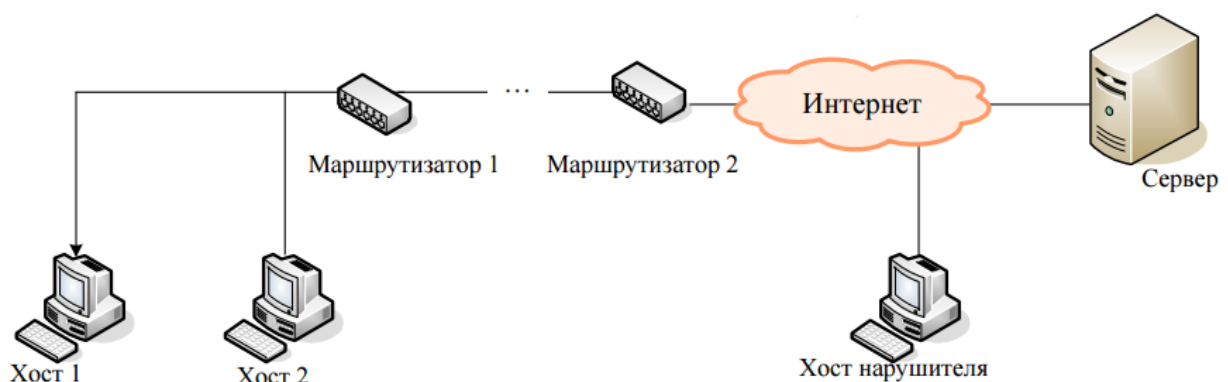 Интернет
...
Маршрутизатор 1
Маршрутизатор 2
Сервер
Хост 1
Хост 2
Хост нарушителя